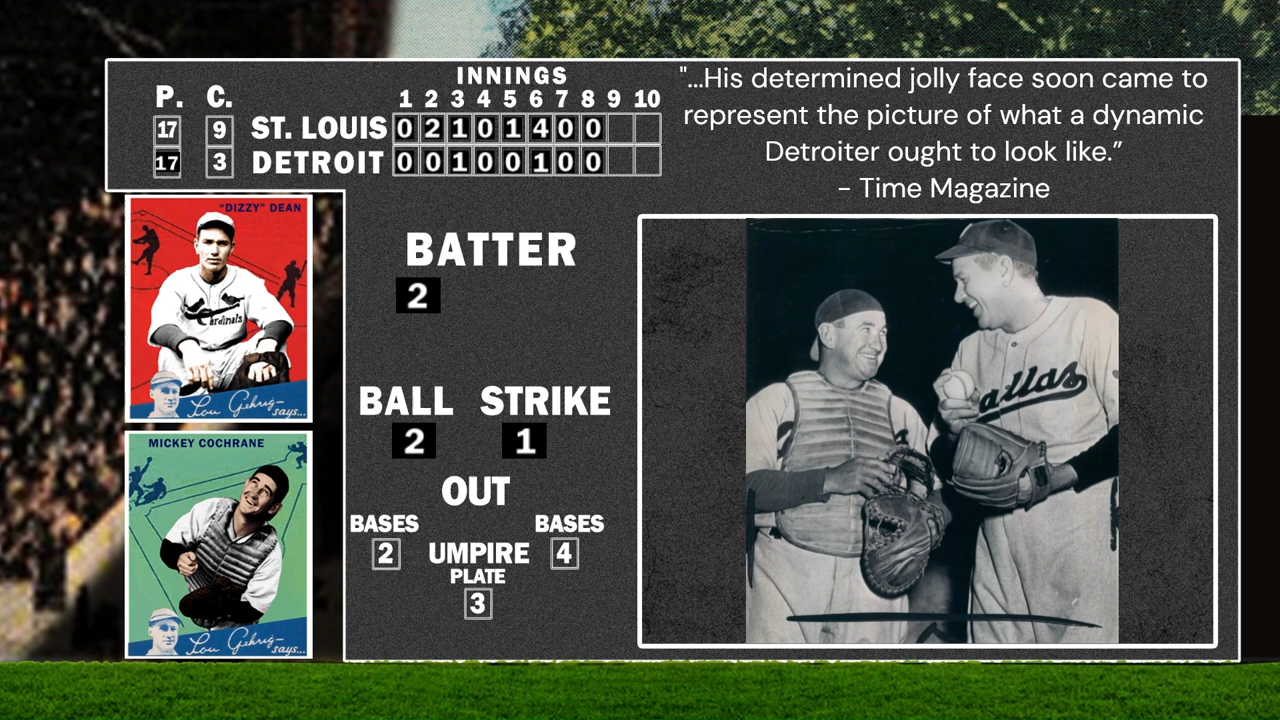 INNINGS
P. C. 1 2 3 4 5 6 7 8 9 10
17 9 ST. LOUIS 0 2 1 0 1 4 0 0
17 3 DETROIT 0 0 1 0 0 1 0 0
"...His determined jolly face soon came to
represent the picture of what a dynamic
Detroiter ought to look like.”
- Time Magazine
"DIZZY" DEAN
Cardinals
Lou Gehrig
says...
MICKEY COCHRANE
Lou Gehrig
says...
BATTER
2
BALL STRIKE
2 1
OUT
BASES BASES
2 UMPIRE 4
PLATE
3
allas